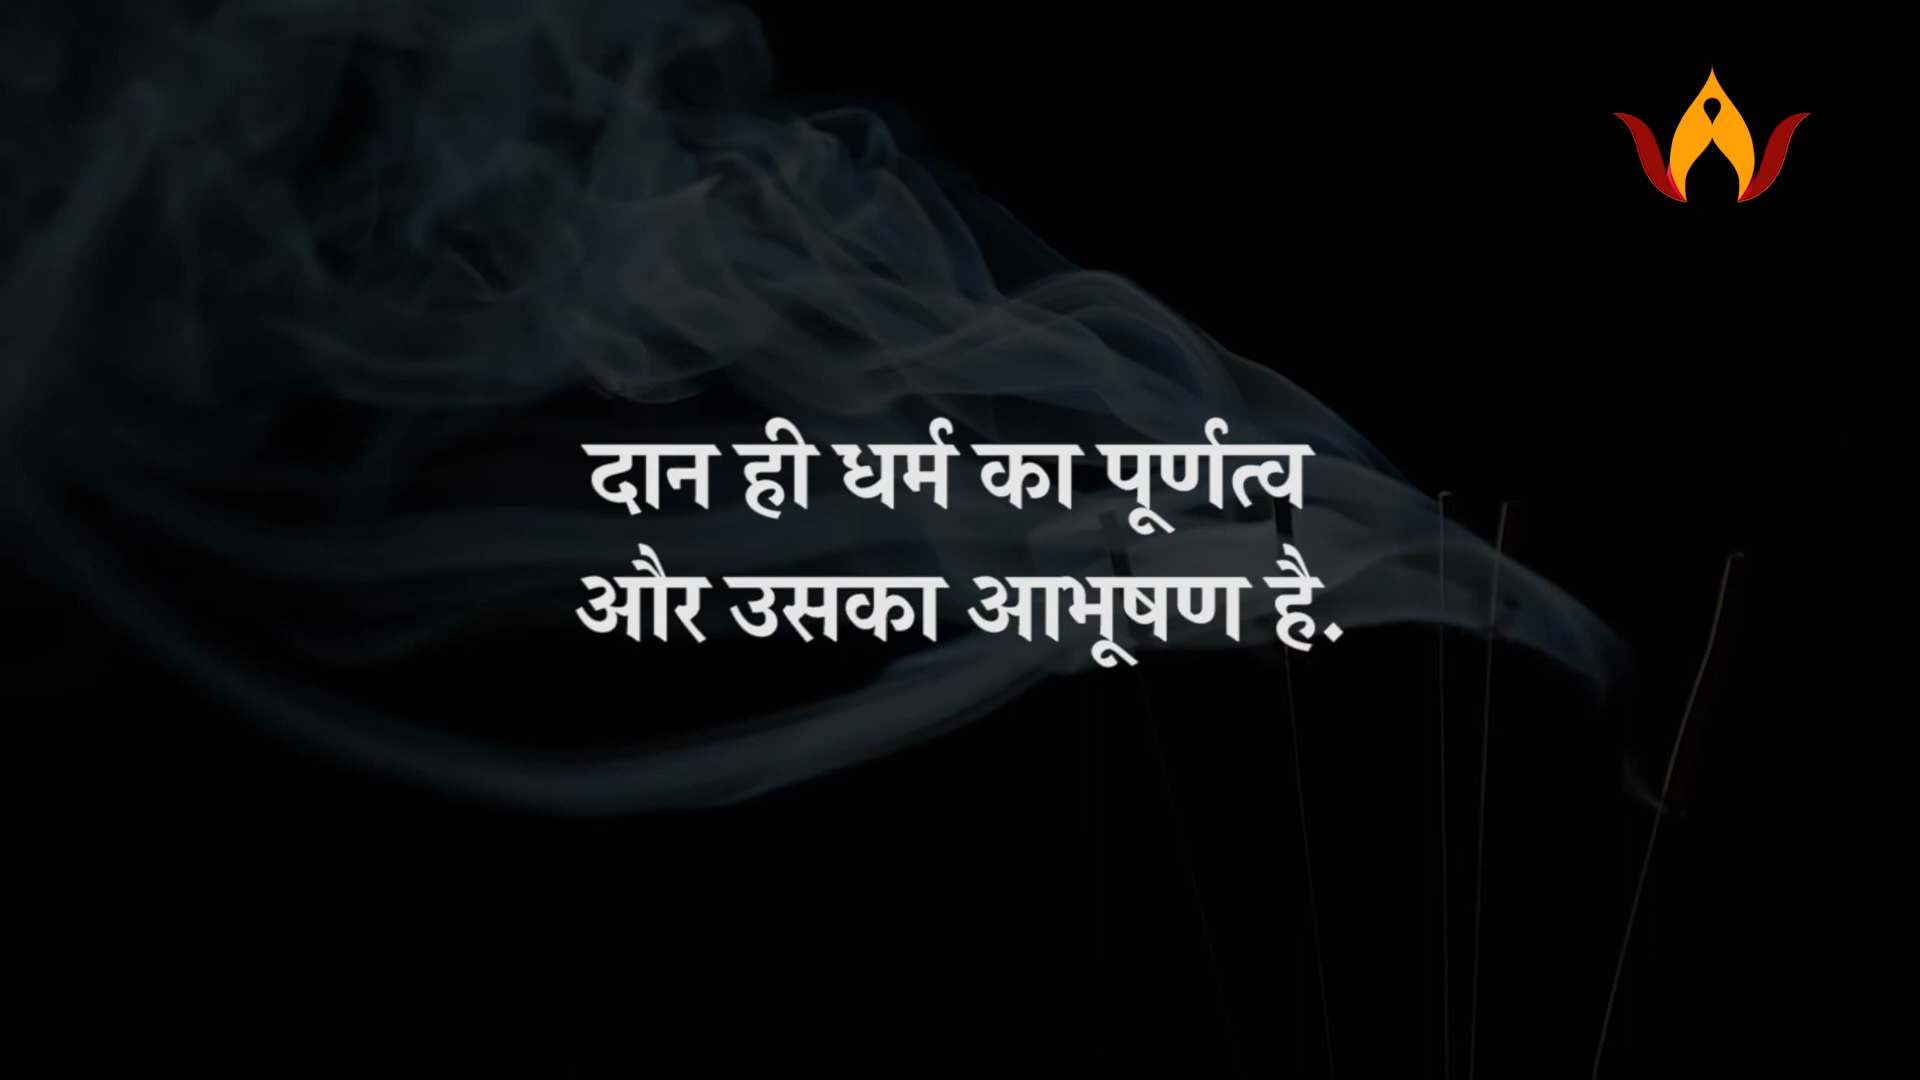 दान ही धर्म का पूर्णत्व
और उसका आभूषण है.